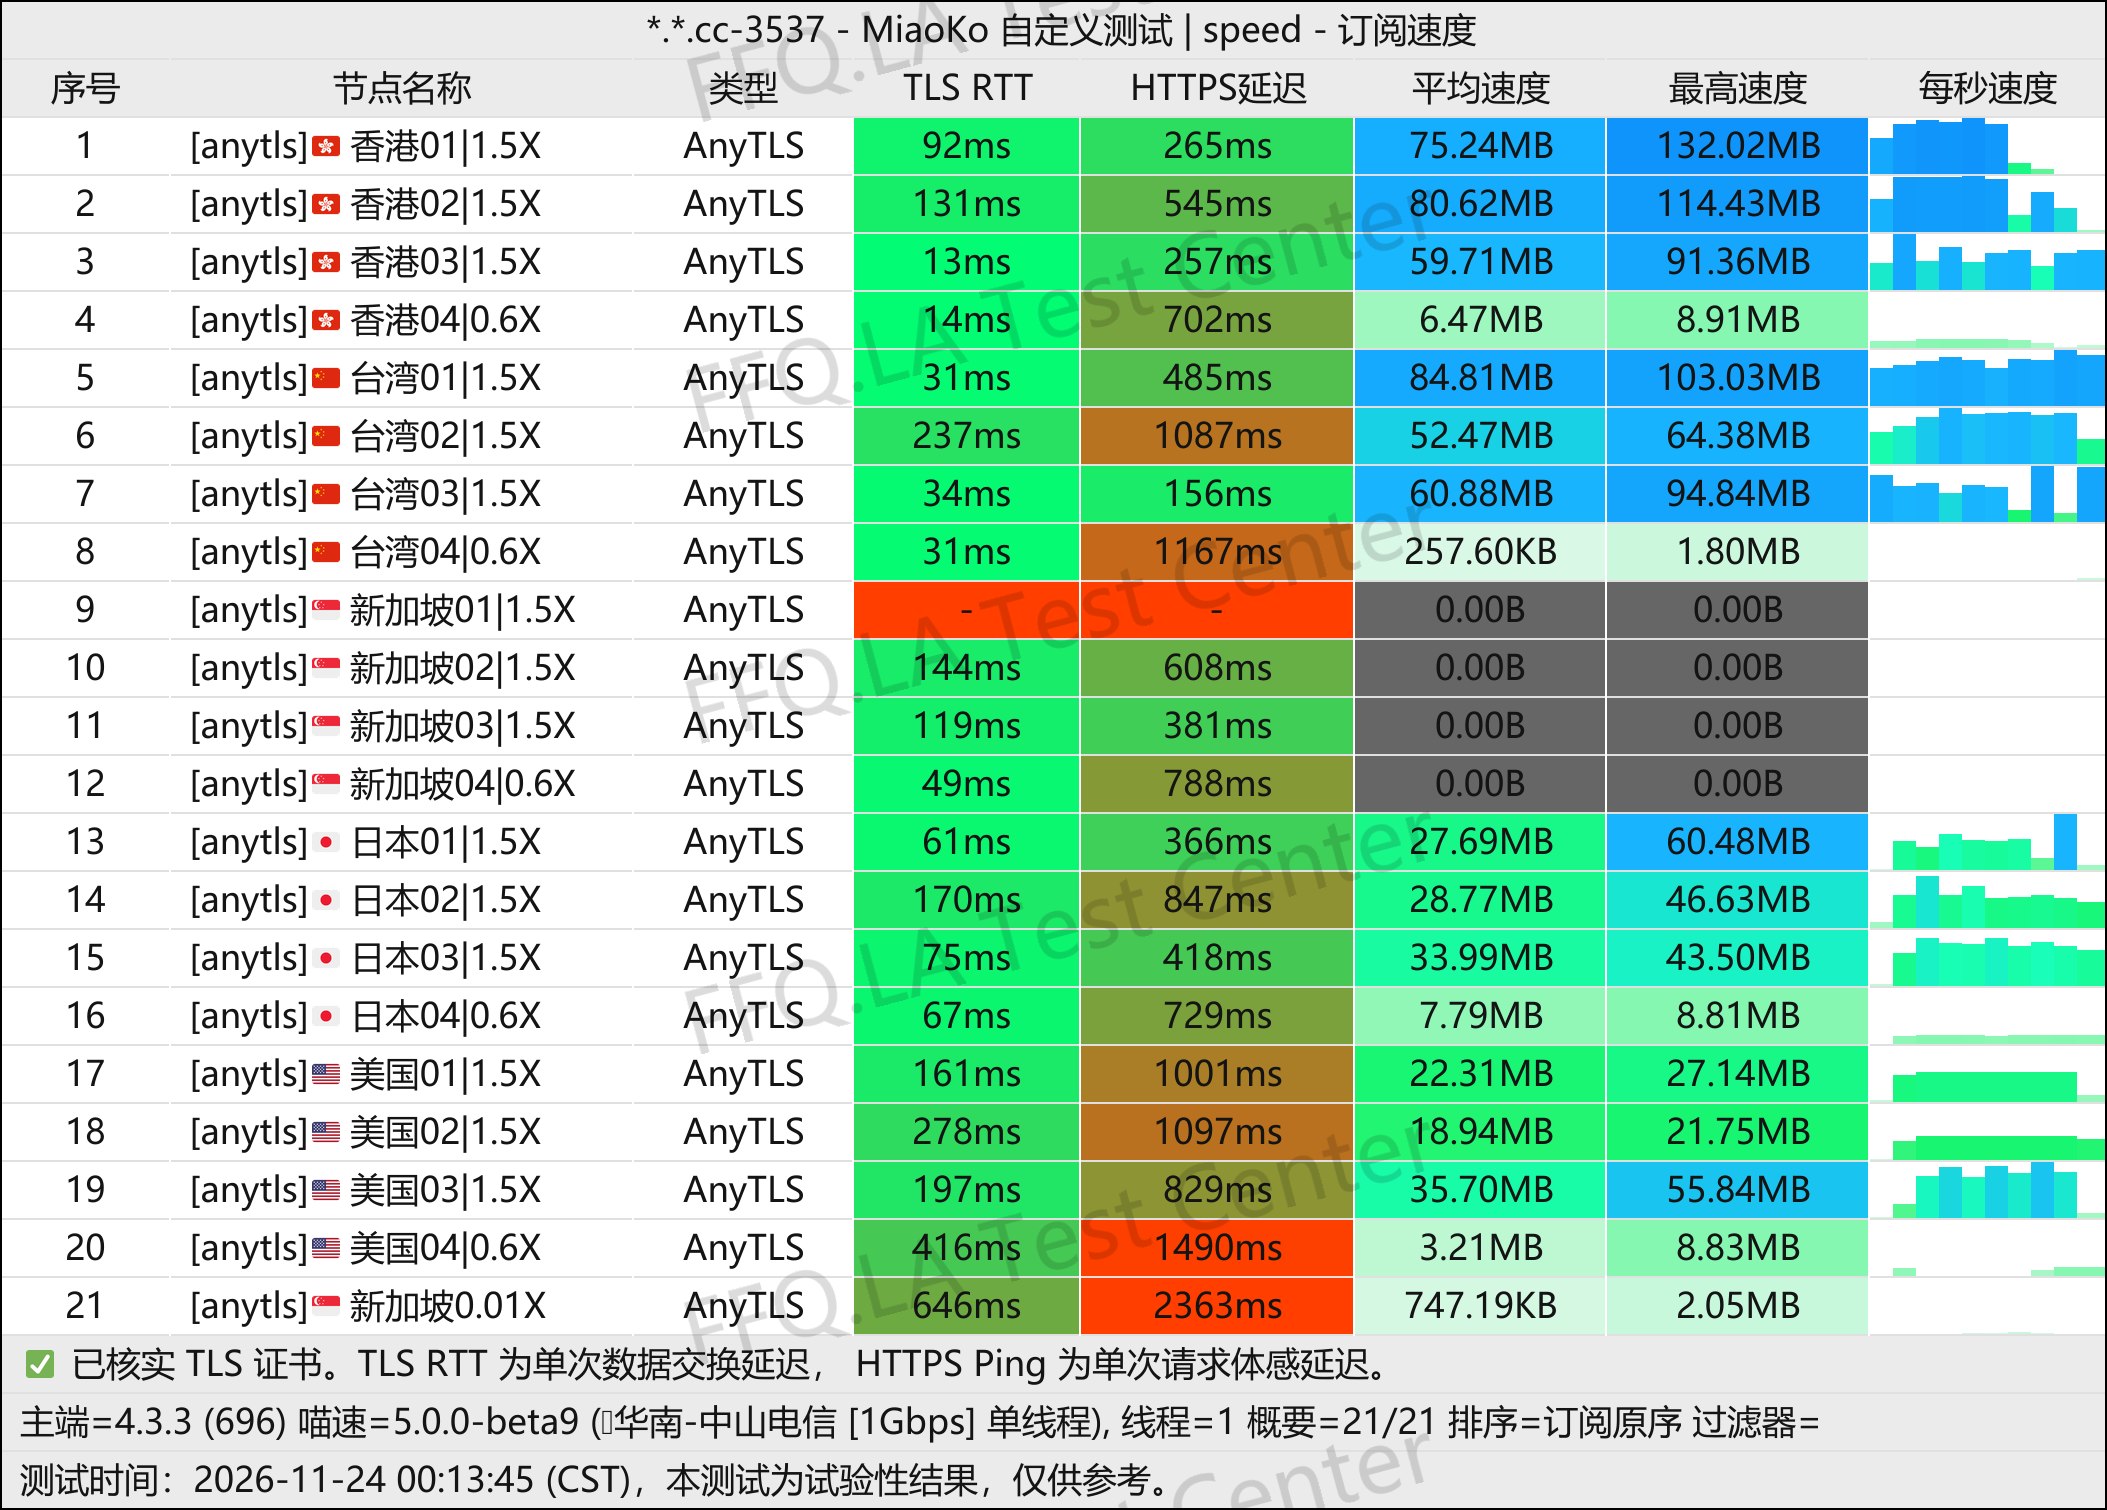 *.*.cc-3537 - MiaoKo 自定义测试 | speed - 订阅速度
序号 节点名称 类型 TLS RTT HTTPS延迟 平均速度 最高速度 每秒速度
1 [anytls]🇭🇰 香港01|1.5X AnyTLS 92ms 265ms 75.24MB 132.02MB
2 [anytls]🇭🇰 香港02|1.5X AnyTLS 131ms 545ms 80.62MB 114.43MB
3 [anytls]🇭🇰 香港03|1.5X AnyTLS 13ms 257ms 59.71MB 91.36MB
4 [anytls]🇭🇰 香港04|0.6X AnyTLS 14ms 702ms 6.47MB 8.91MB
5 [anytls]🇨🇳 台湾01|1.5X AnyTLS 31ms 485ms 84.81MB 103.03MB
6 [anytls]🇨🇳 台湾02|1.5X AnyTLS 237ms 1087ms 52.47MB 64.38MB
7 [anytls]🇨🇳 台湾03|1.5X AnyTLS 34ms 156ms 60.88MB 94.84MB
8 [anytls]🇨🇳 台湾04|0.6X AnyTLS 31ms 1167ms 257.60KB 1.80MB
9 [anytls]🇸🇬 新加坡01|1.5X AnyTLS - - 0.00B 0.00B
10 [anytls]🇸🇬 新加坡02|1.5X AnyTLS 144ms 608ms 0.00B 0.00B
11 [anytls]🇸🇬 新加坡03|1.5X AnyTLS 119ms 381ms 0.00B 0.00B
12 [anytls]🇸🇬 新加坡04|0.6X AnyTLS 49ms 788ms 0.00B 0.00B
13 [anytls]🇯🇵 日本01|1.5X AnyTLS 61ms 366ms 27.69MB 60.48MB
14 [anytls]🇯🇵 日本02|1.5X AnyTLS 170ms 847ms 28.77MB 46.63MB
15 [anytls]🇯🇵 日本03|1.5X AnyTLS 75ms 418ms 33.99MB 43.50MB
16 [anytls]🇯🇵 日本04|0.6X AnyTLS 67ms 729ms 7.79MB 8.81MB
17 [anytls]🇺🇸 美国01|1.5X AnyTLS 161ms 1001ms 22.31MB 27.14MB
18 [anytls]🇺🇸 美国02|1.5X AnyTLS 278ms 1097ms 18.94MB 21.75MB
19 [anytls]🇺🇸 美国03|1.5X AnyTLS 197ms 829ms 35.70MB 55.84MB
20 [anytls]🇺🇸 美国04|0.6X AnyTLS 416ms 1490ms 3.21MB 8.83MB
21 [anytls]🇸🇬 新加坡0.01X AnyTLS 646ms 2363ms 747.19KB 2.05MB
✅ 已核实 TLS 证书。TLS RTT 为单次数据交换延迟， HTTPS Ping 为单次请求体感延迟。
主端=4.3.3 (696) 喵速=5.0.0-beta9 (华南-中山电信 [1Gbps] 单线程), 线程=1 概要=21/21 排序=订阅原序 过滤器=
测试时间：2026-11-24 00:13:45 (CST)，本测试为试验性结果，仅供参考。
FFQ.LA Test Center
FFQ.LA Test Center
FFQ.LA Test Center
FFQ.LA Test Center
FFQ.LA Test Center